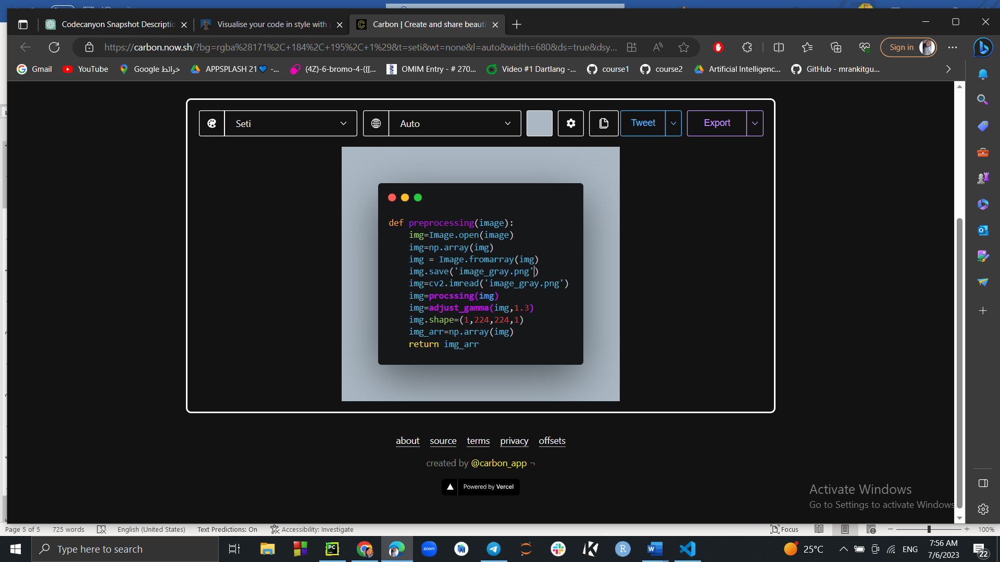 Codecanyon Snapshot Descriptio
Visualise your code in style with
Carbon | Create and share beauti
https://carbon.now.sh/?bg=rgba%28171%2C+184%2C+195%2C+1%29&t=seti&wt=none&l=auto&width=680&ds=true&dsy...
Sign in
Gmail
YouTube
Google خرائط
APPSPLASH 21💙 -...
(4Z)-6-bromo-4-({[...
OMIM Entry - # 270...
Video #1 Dartlang -...
course1
course2
Artificial Intelligenc...
GitHub - mrankitgu...
Seti
Auto
Tweet
Export
def preprocessing(image):
img=Image.open(image)
img=np.array(img)
img = Image.fromarray(img)
img.save('image_gray.png')
img=cv2.imread('image_gray.png')
img=procssing(img)
img=adjust_gamma(img,1.3)
img.shape=(1,224,224,1)
img_arr=np.array(img)
return img_arr
about source terms privacy offsets
created by @carbon_app ¬
Powered by Vercel
Activate Windows
Go to Settings to activate Windows.
Page 5 of 5
725 words
English (United States)
Text Predictions: On
Accessibility: Investigate
Focus
100%
Type here to search
PC
zoom
25°C
ENG
7:56 AM
7/6/2023
22